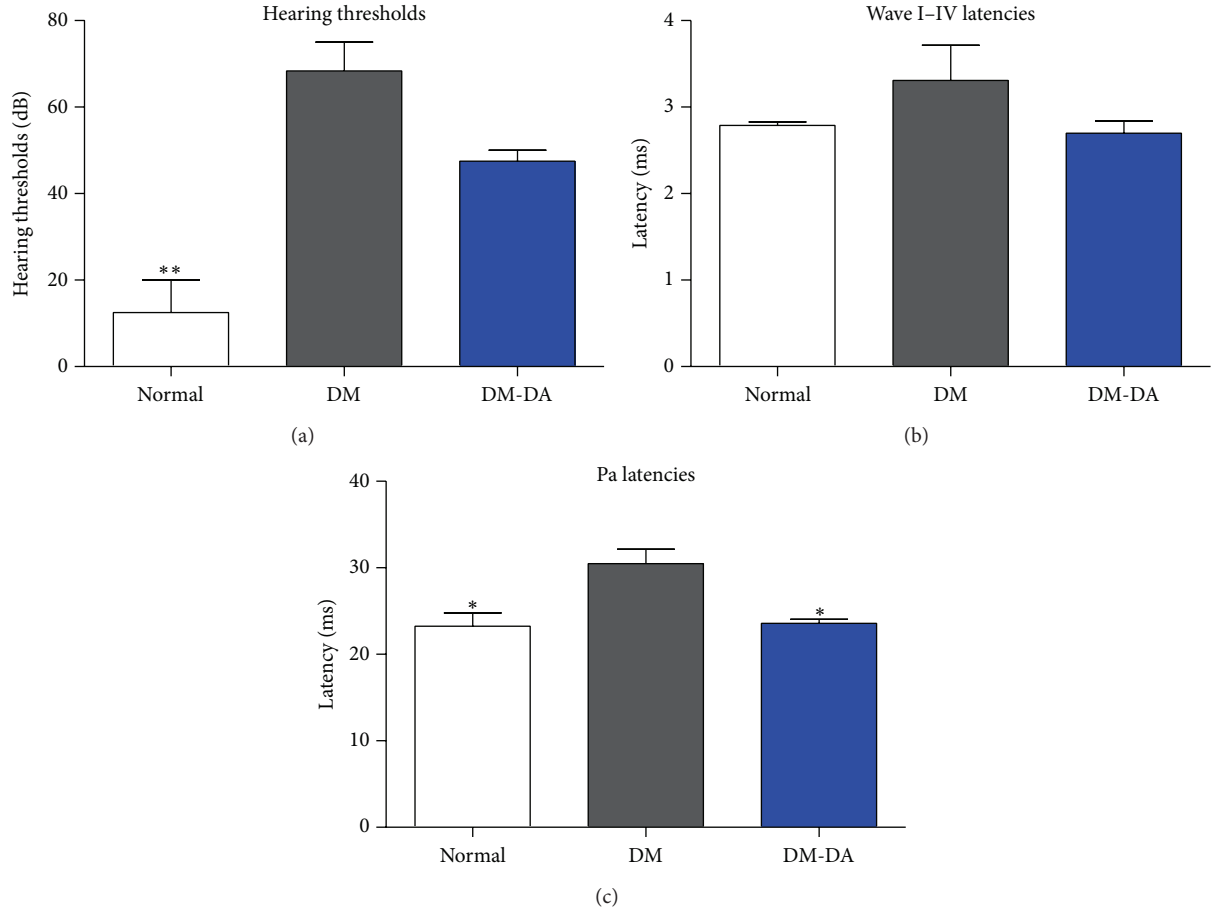 Hearing thresholds
Hearing thresholds (dB)
80
60
40
20
0
**
Normal DM DM-DA
(a)
Wave I–IV latencies
Latency (ms)
4
3
2
1
0
Normal DM DM-DA
(b)
Pa latencies
Latency (ms)
40
30
20
10
0
* *
Normal DM DM-DA
(c)